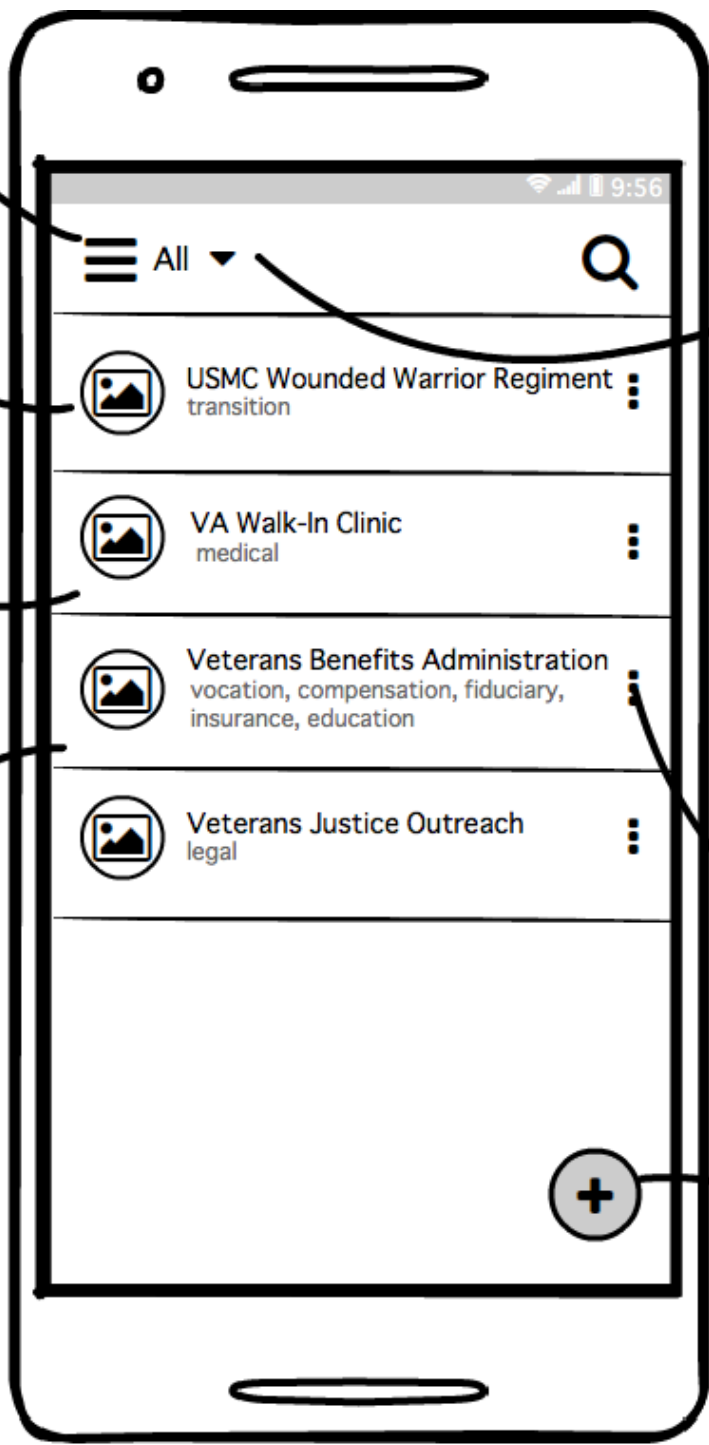 9:56
All
USMC Wounded Warrior Regiment
transition
VA Walk-In Clinic
medical
Veterans Benefits Administration
vocation, compensation, fiduciary,
insurance, education
Veterans Justice Outreach
legal